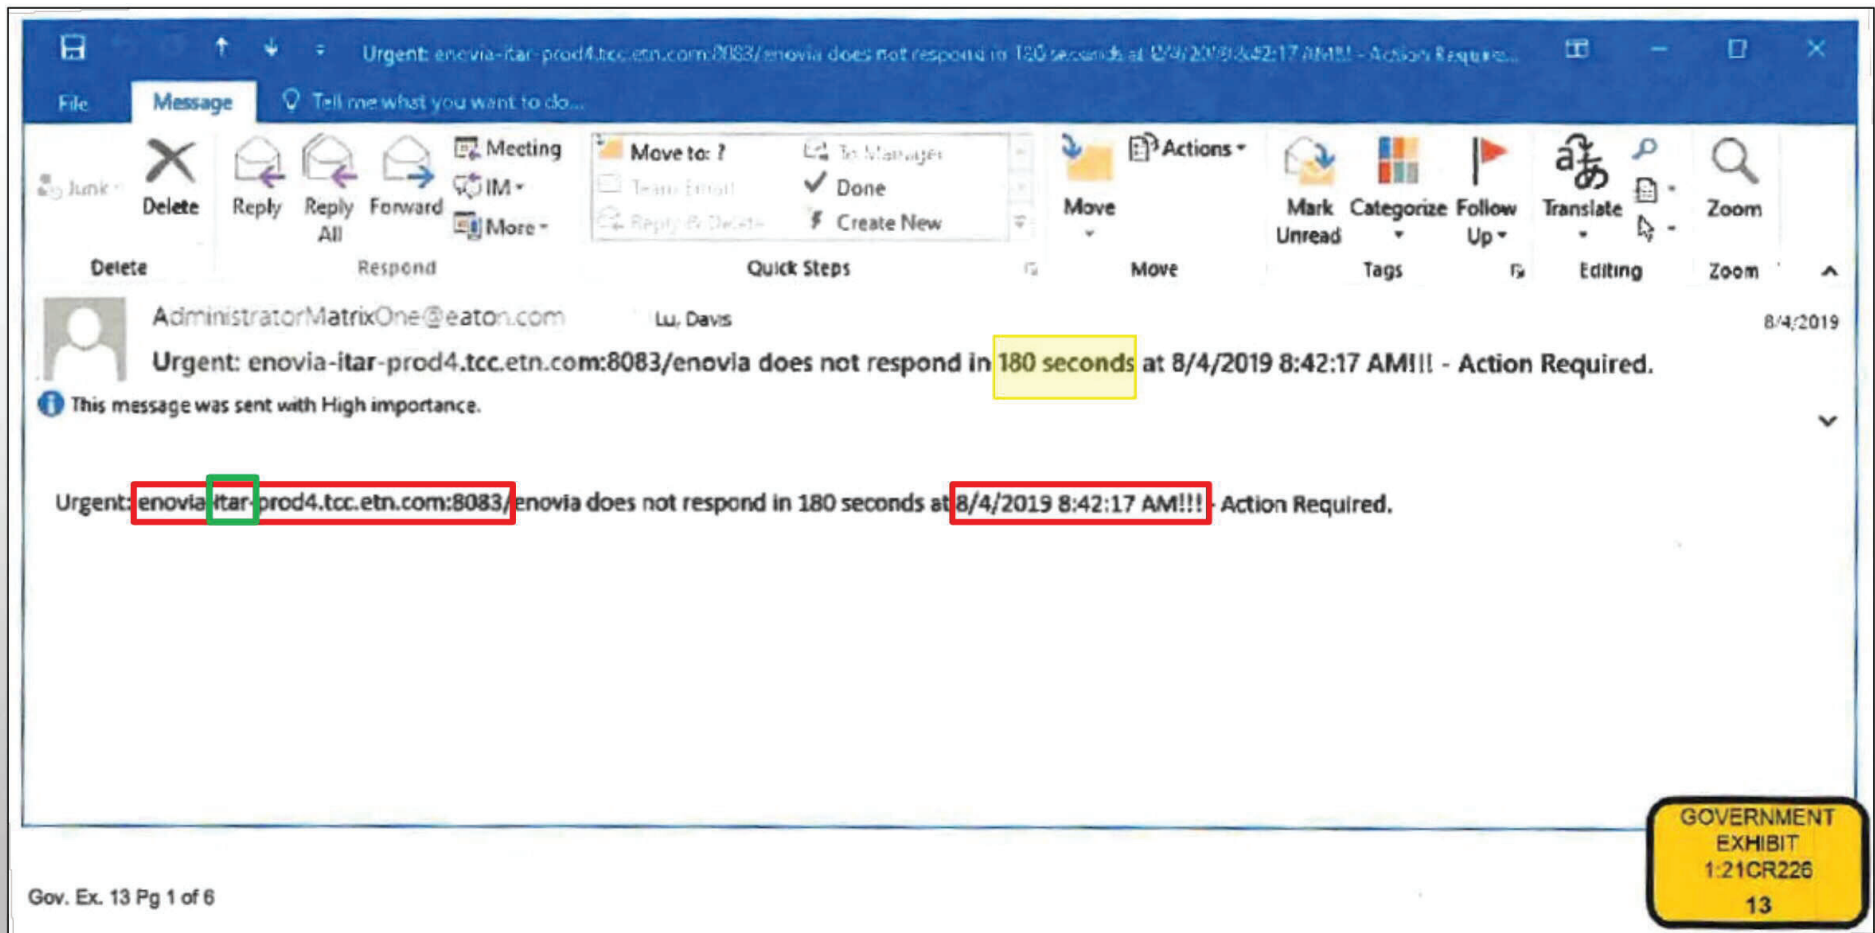 Urgent: enovia-itar-prod4.tcc.etn.com:8083/enovia does not respond in 180 seconds at 8/4/2019 8:42:17 AM!!! - Action Require...
File Message Tell me what you want to do...
Junk
Delete
Reply
Reply All
Forward
Meeting
IM
More
Move to: ?
To Manager
Team Email
Done
Reply & Delete
Create New
Move
Actions
Mark Unread
Categorize
Follow Up
Translate
Zoom
Delete Respond Quick Steps Move Tags Editing Zoom
AdministratorMatrixOne@eaton.com Lu, Davis 8/4/2019
Urgent: enovia-itar-prod4.tcc.etn.com:8083/enovia does not respond in 180 seconds at 8/4/2019 8:42:17 AM!!! - Action Required.
This message was sent with High importance.
Urgent: enovia-itar-prod4.tcc.etn.com:8083/enovia does not respond in 180 seconds at 8/4/2019 8:42:17 AM!!! - Action Required.
GOVERNMENT
EXHIBIT
1:21CR226
13
Gov. Ex. 13 Pg 1 of 6